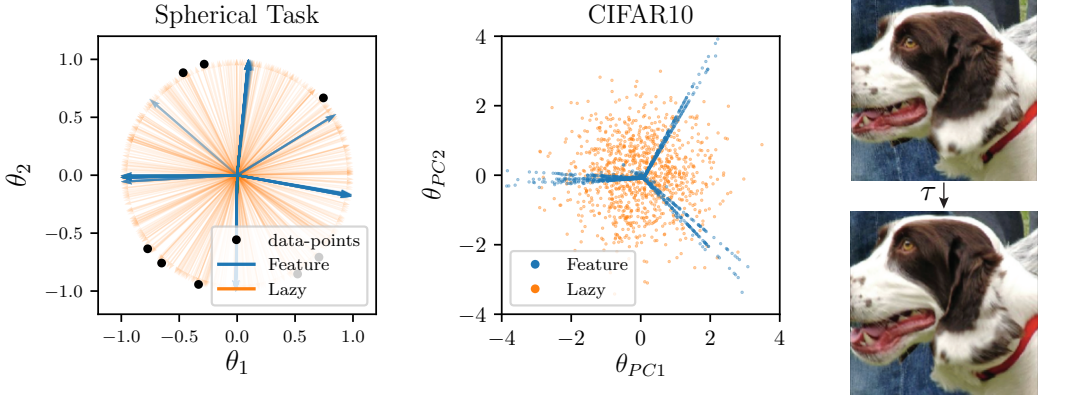 Spherical Task
1.0
0.5
0.0
−0.5
−1.0
θ2
data-points
Feature
Lazy
−1.0 −0.5 0.0 0.5 1.0
θ1
CIFAR10
4
2
0
−2
−4
θPC2
Feature
Lazy
−4 −2 0 2 4
θPC1
τ